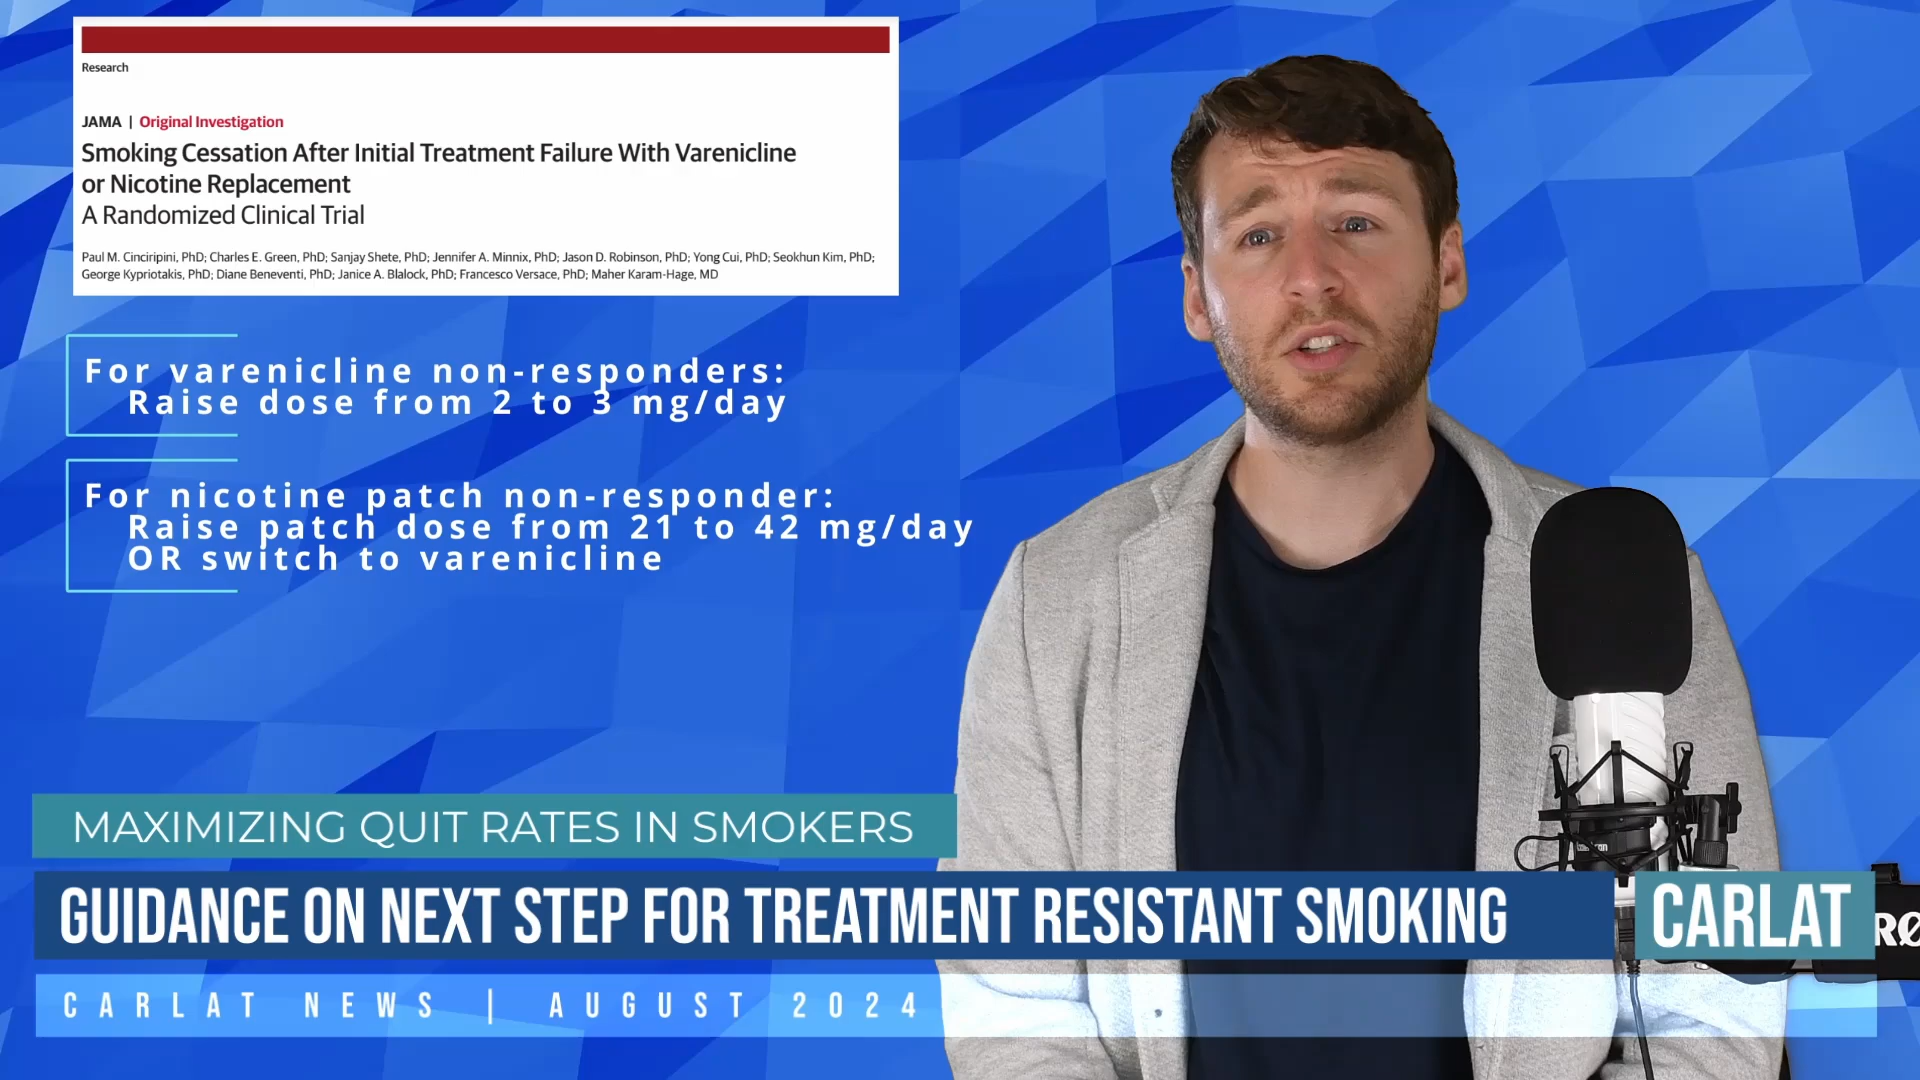 Research
JAMA | Original Investigation
Smoking Cessation After Initial Treatment Failure With Varenicline
or Nicotine Replacement
A Randomized Clinical Trial
Paul M. Cinciripini, PhD; Charles E. Green, PhD; Sanjay Shete, PhD; Jennifer A. Minnix, PhD; Jason D. Robinson, PhD; Yong Cui, PhD; Seokhun Kim, PhD;
George Kypriotakis, PhD; Diane Beneventi, PhD; Janice A. Blalock, PhD; Francesco Versace, PhD; Maher Karam-Hage, MD
For varenicline non-responders:
Raise dose from 2 to 3 mg/day
For nicotine patch non-responder:
Raise patch dose from 21 to 42 mg/day
OR switch to varenicline
MAXIMIZING QUIT RATES IN SMOKERS
GUIDANCE ON NEXT STEP FOR TREATMENT RESISTANT SMOKING
CARLAT
RØ
CARLAT NEWS | AUGUST 2024